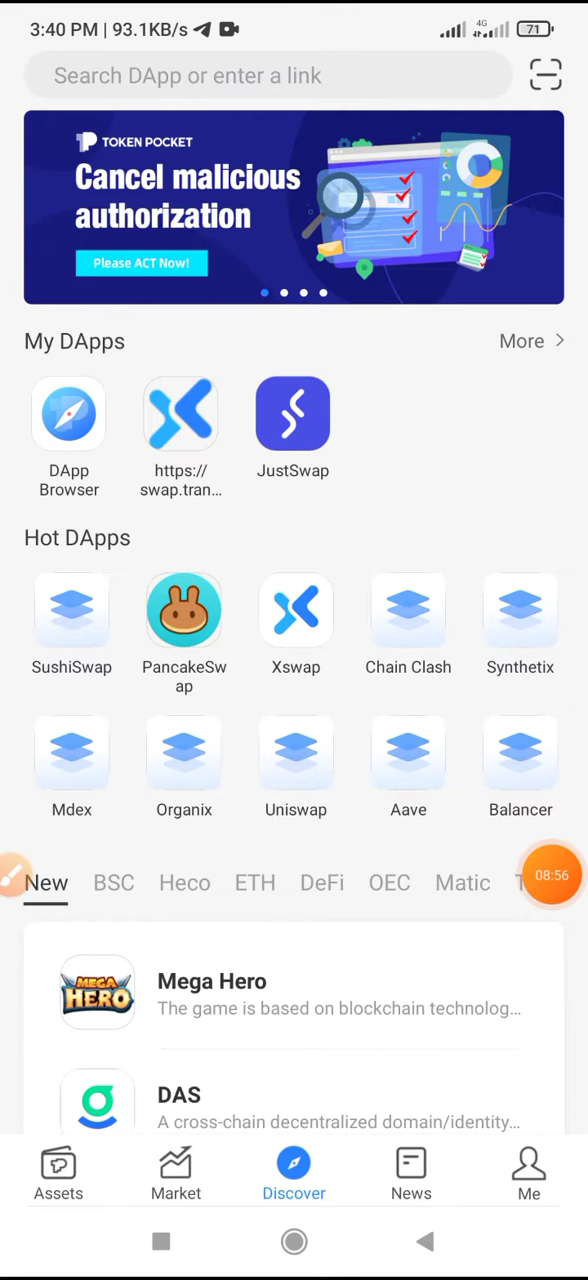 3:40 PM | 93.1KB/s
4G
71
Search DApp or enter a link
TOKEN POCKET
Cancel malicious
authorization
Please ACT Now!
My DApps
More
DApp
Browser
https://
swap.tran...
JustSwap
Hot DApps
SushiSwap
PancakeSw
ap
Xswap
Chain Clash
Synthetix
Mdex
Organix
Uniswap
Aave
Balancer
New BSC Heco ETH DeFi OEC Matic T
08:56
MEGA
HERO
Mega Hero
The game is based on blockchain technolog...
DAS
A cross-chain decentralized domain/identity...
Assets
Market
Discover
News
Me